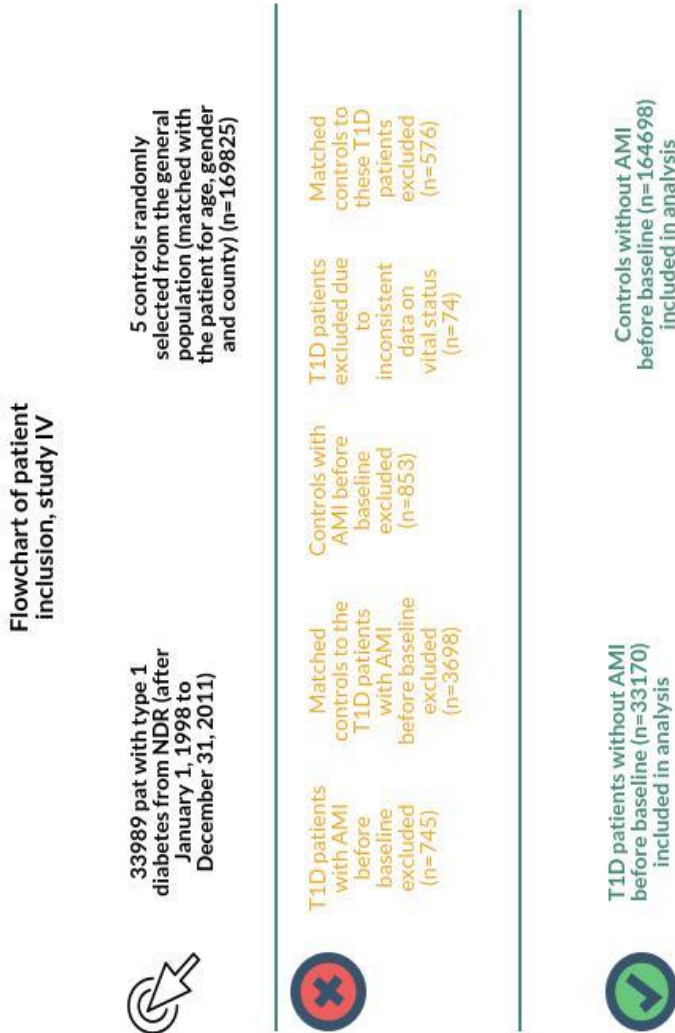 Flowchart of patient
inclusion, study IV
33989 pat with type 1
diabetes from NDR (after
January 1, 1998 to
December 31, 2011)
5 controls randomly
selected from the general
population (matched with
the patient for age, gender
and county) (n=169825)
T1D patients
with AMI
before
baseline
excluded
(n=745)
Matched
controls to the
T1D patients
with AMI
before baseline
excluded
(n=3698)
Controls with
AMI before
baseline
excluded
(n=853)
T1D patients
excluded due
to
inconsistent
data on
vital status
(n=74)
Matched
controls to
these T1D
patients
excluded
(n=576)
T1D patients without AMI
before baseline (n=33170)
included in analysis
Controls without AMI
before baseline (n=164698)
included in analysis